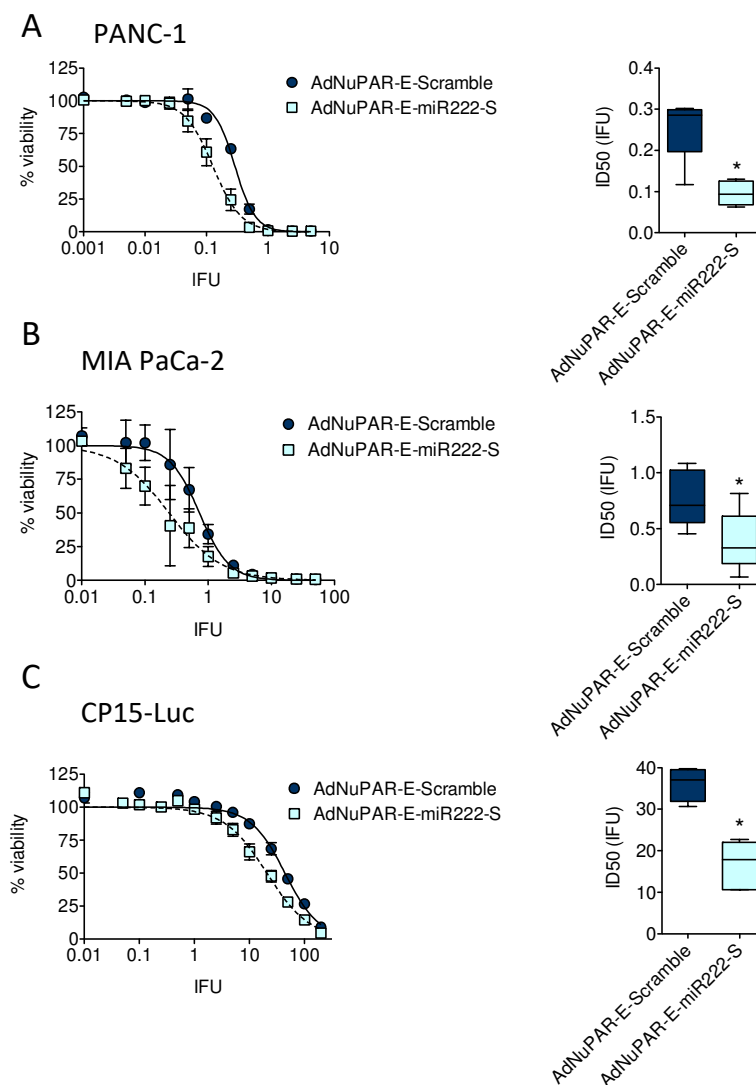 A
PANC-1
125
100
75
50
25
0
% viability
0.001 0.01 0.1 1 10
IFU
AdNuPAR-E-Scramble
AdNuPAR-E-miR222-S
0.4
0.3
0.2
0.1
0.0
ID50 (IFU)
*
AdNuPAR-E-Scramble
AdNuPAR-E-miR222-S
B
MIA PaCa-2
125
100
75
50
25
0
% viability
0.01 0.1 1 10 100
IFU
AdNuPAR-E-Scramble
AdNuPAR-E-miR222-S
1.5
1.0
0.5
0.0
ID50 (IFU)
*
AdNuPAR-E-Scramble
AdNuPAR-E-miR222-S
C
CP15-Luc
125
100
75
50
25
0
% viability
0.01 0.1 1 10 100
IFU
AdNuPAR-E-Scramble
AdNuPAR-E-miR222-S
40
30
20
10
0
ID50 (IFU)
*
AdNuPAR-E-Scramble
AdNuPAR-E-miR222-S